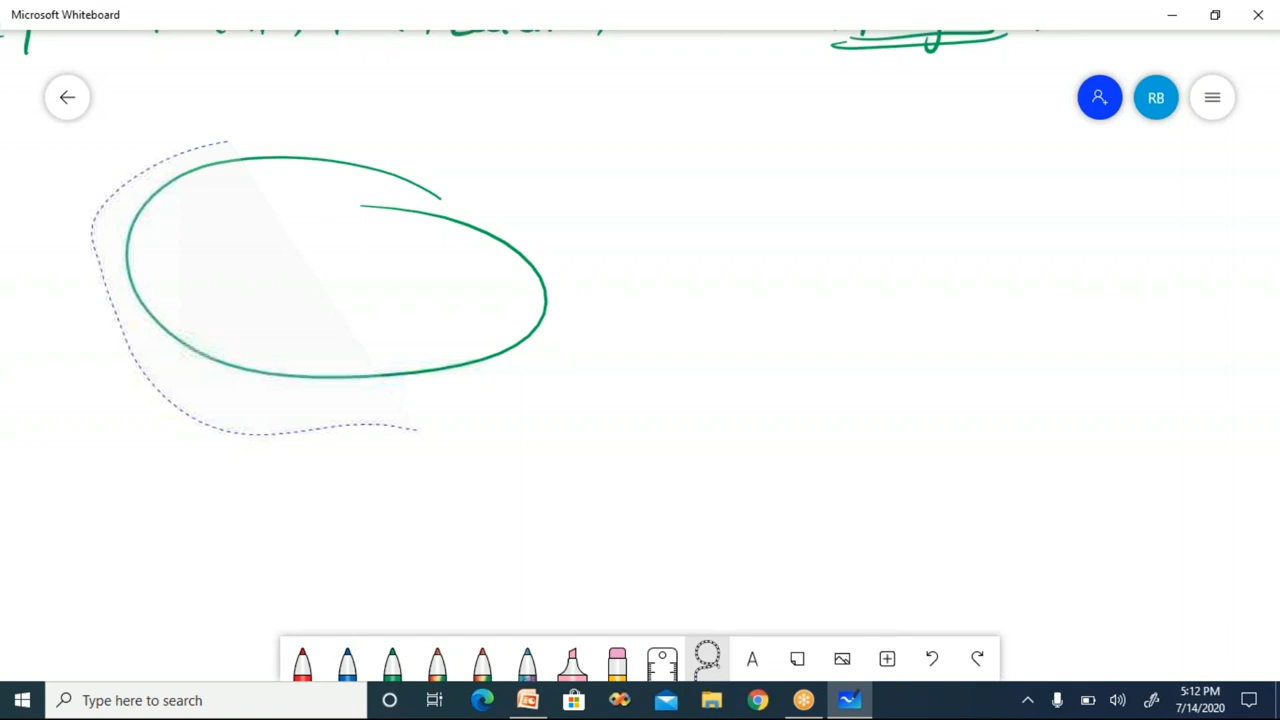 Microsoft Whiteboard
RB
A
Type here to search
5:12 PM
7/14/2020